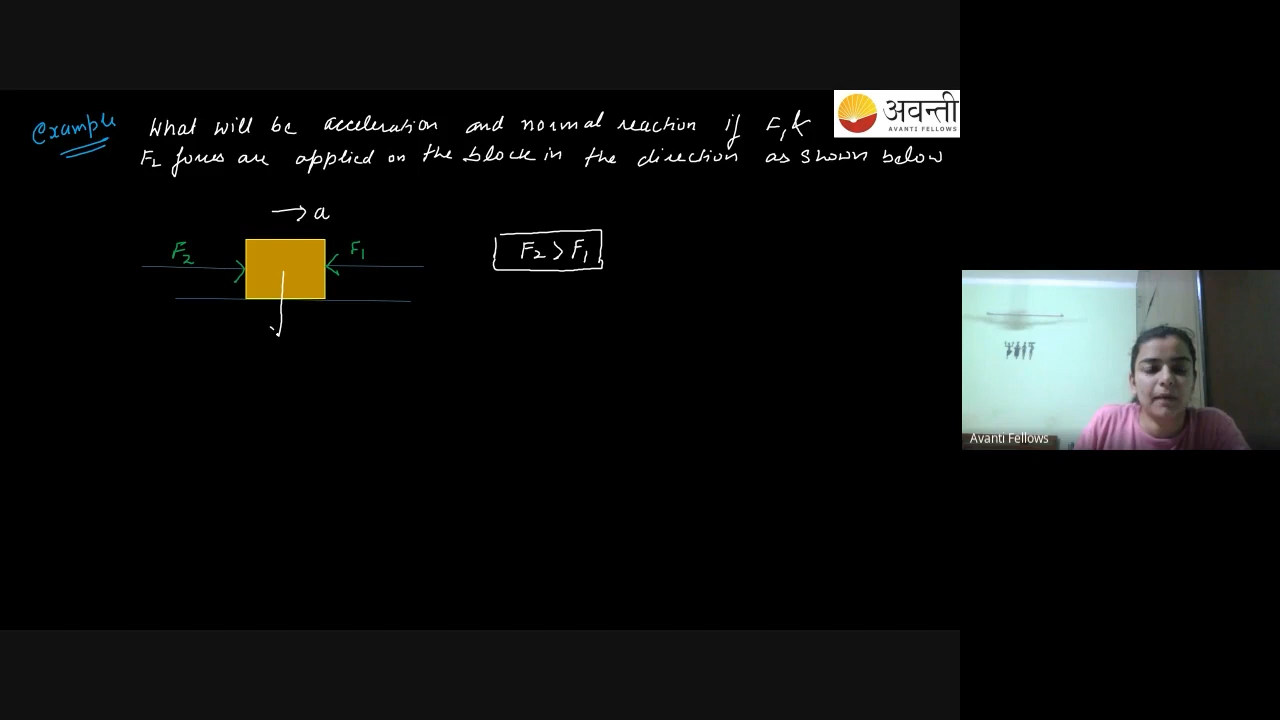 Example What will be acceleration and normal reaction if F1 &
F2 forces are applied on the block in the direction as shown below
अवन्ती
AVANTI FELLOWS
→ a
F2 F1
F2 > F1
Avanti Fellows